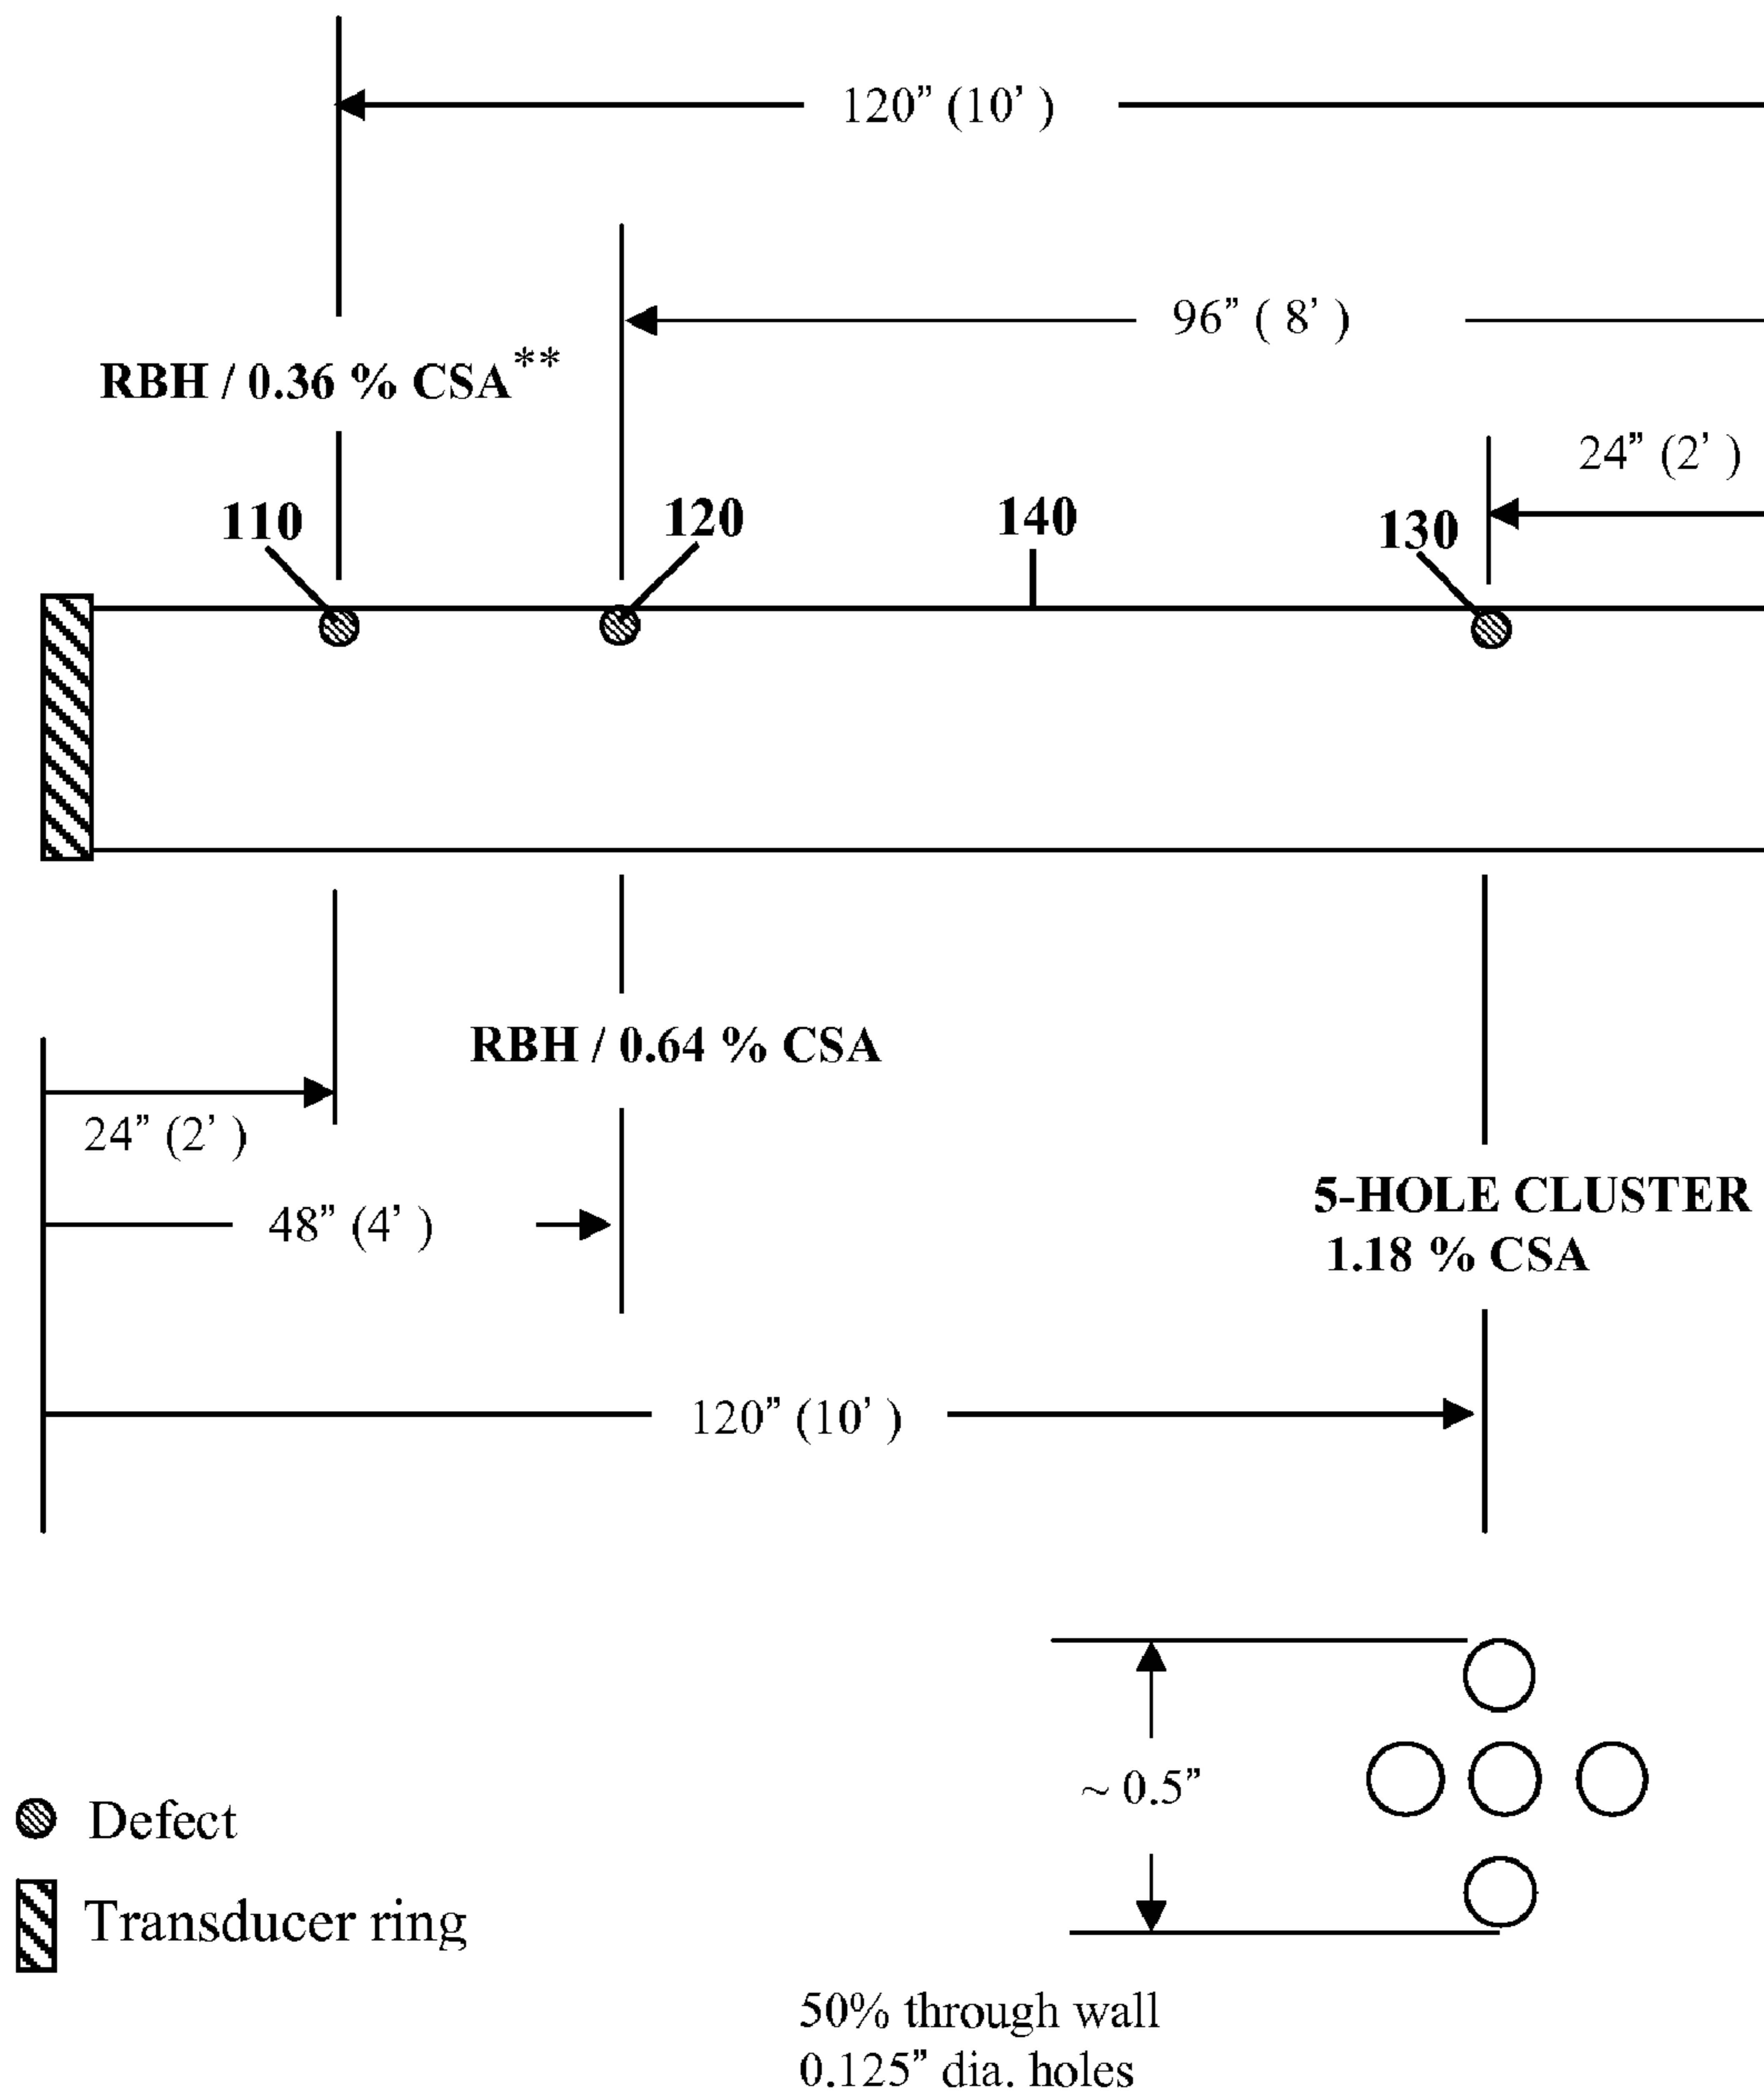 120” (10’ )
96” ( 8’ )
RBH / 0.36 % CSA**
24” (2’ )
110
120
140
130
RBH / 0.64 % CSA
24” (2’ )
48” (4’ )
5-HOLE CLUSTER
1.18 % CSA
120” (10’ )
~ 0.5”
Defect
Transducer ring
50% through wall
0.125” dia. holes